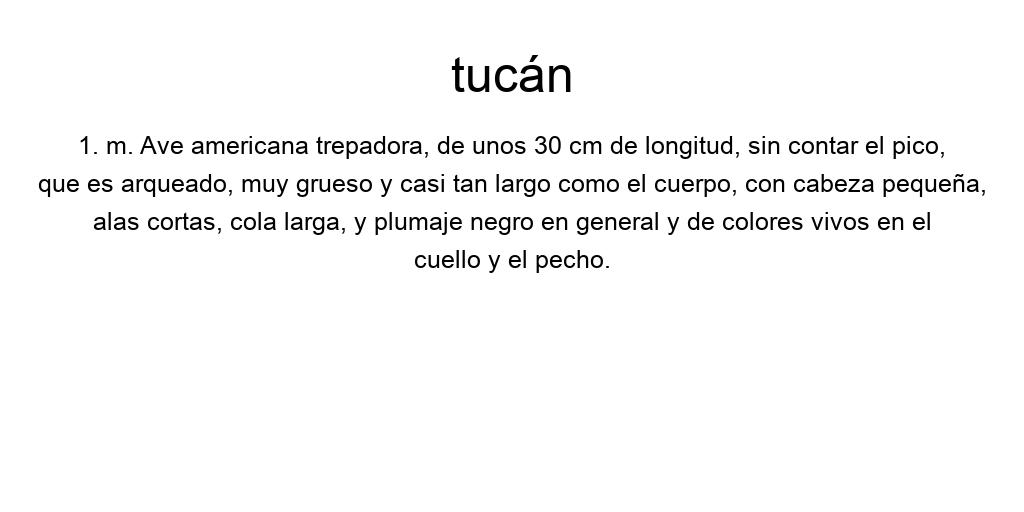 tucán
1. m. Ave americana trepadora, de unos 30 cm de longitud, sin contar el pico,
que es arqueado, muy grueso y casi tan largo como el cuerpo, con cabeza pequeña,
alas cortas, cola larga, y plumaje negro en general y de colores vivos en el
cuello y el pecho.